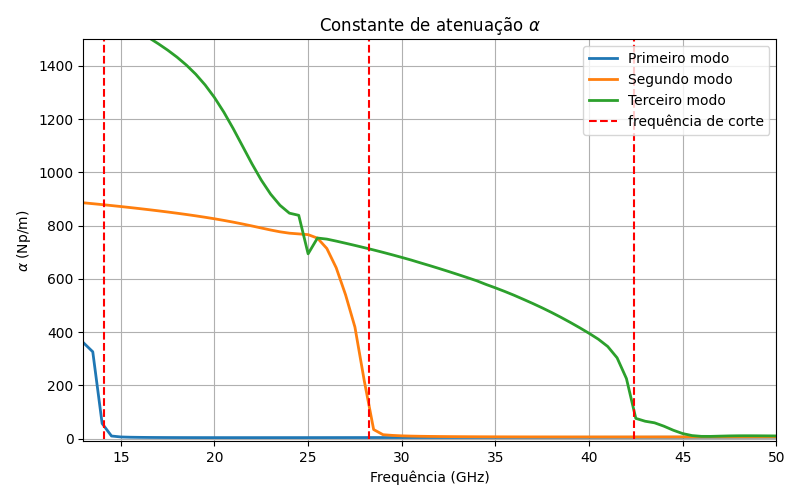 Constante de atenuação α
α (Np/m)
1400
1200
1000
800
600
400
200
0
Primeiro modo
Segundo modo
Terceiro modo
frequência de corte
15 20 25 30 35 40 45 50
Frequência (GHz)